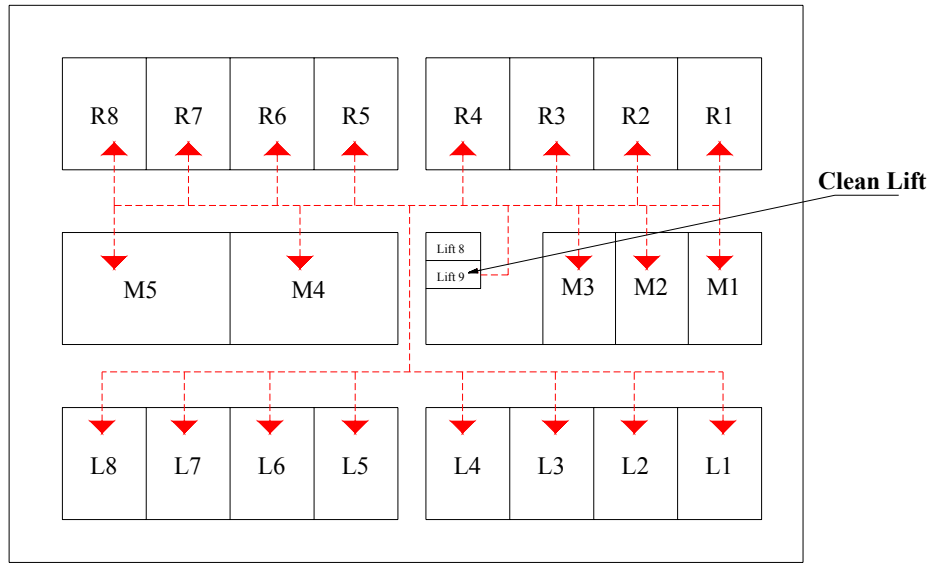 R8 R7 R6 R5 R4 R3 R2 R1
Clean Lift
Lift 8
Lift 9
M5 M4 M3 M2 M1
L8 L7 L6 L5 L4 L3 L2 L1